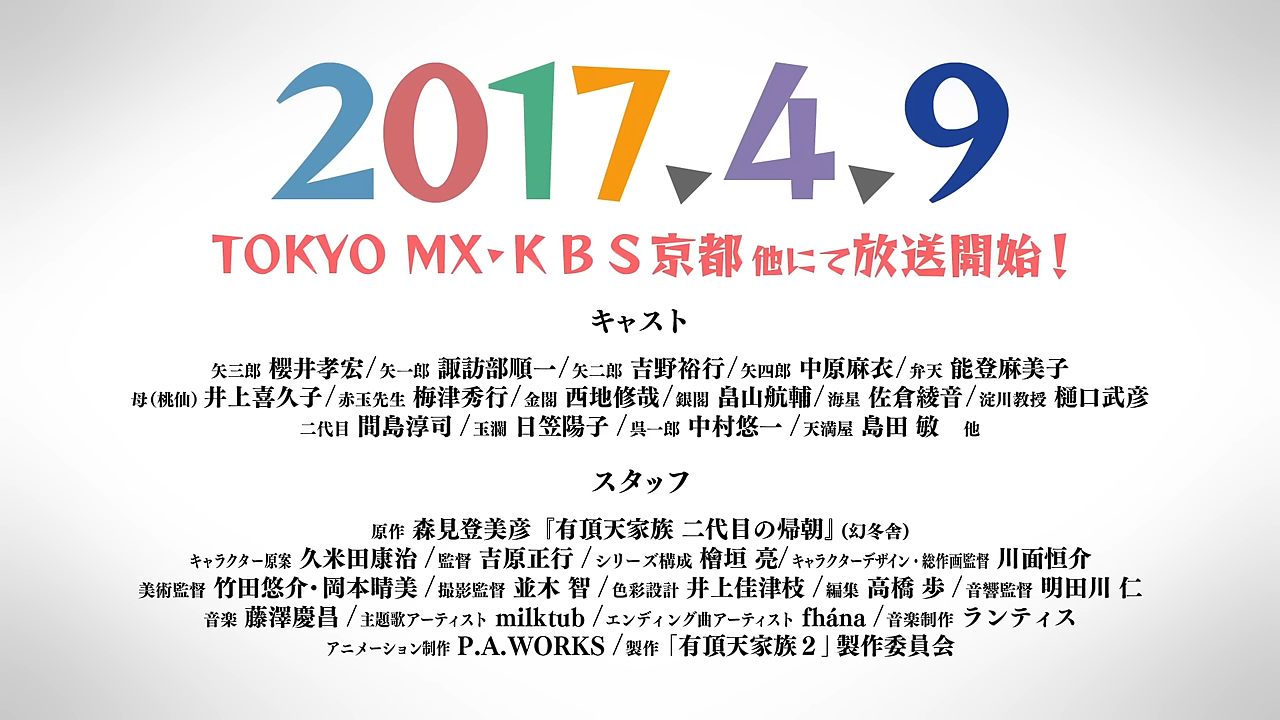 2017.4.9
TOKYO MX・KBS京都 他にて放送開始!
キャスト
矢三郎 櫻井孝宏/矢一郎 諏訪部順一/矢二郎 吉野裕行/矢四郎 中原麻衣/弁天 能登麻美子
母(桃仙) 井上喜久子/赤玉先生 梅津秀行/金閣 西地修哉/銀閣 畠山航輔/海星 佐倉綾音/淀川教授 樋口武彦
二代目 間島淳司 /玉瀾 日笠陽子 /呉一郎 中村悠一 /天満屋 島田 敏 他
スタッフ
原作 森見登美彦『有頂天家族 二代目の帰朝』(幻冬舎)
キャラクター原案 久米田康治 /監督 吉原正行 /シリーズ構成 檜垣 亮/キャラクターデザイン・総作画監督 川面恒介
美術監督 竹田悠介・岡本晴美 /撮影監督 並木 智 /色彩設計 井上佳津枝 /編集 高橋 歩 /音響監督 明田川 仁
音楽 藤澤慶昌 /主題歌アーティスト milktub /エンディング曲アーティスト fhána /音楽制作 ランティス
アニメーション制作 P.A.WORKS /製作「有頂天家族2」製作委員会